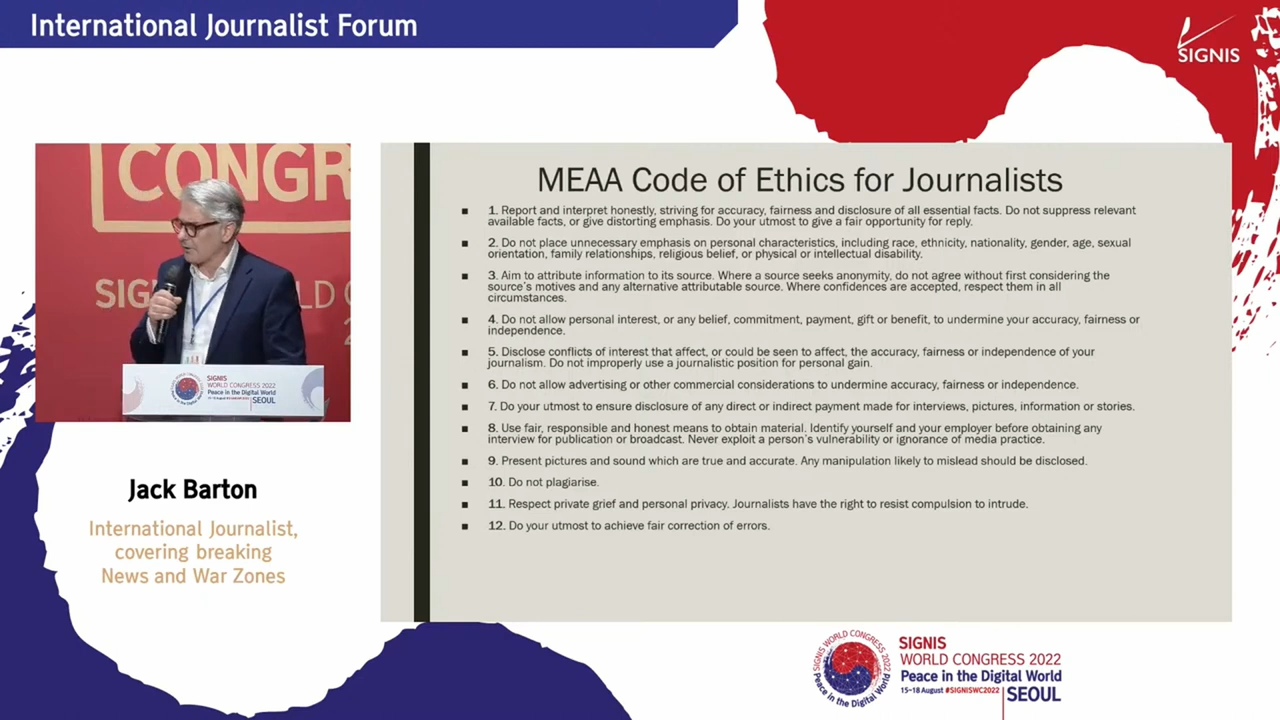 International Journalist Forum
SIGNIS
CONGR
SIG
LD
SIGNIS
WORLD CONGRESS 2022
Peace in the Digital World
SEOUL
Jack Barton
International Journalist,
covering breaking
News and War Zones
MEAA Code of Ethics for Journalists
■ 1. Report and interpret honestly, striving for accuracy, fairness and disclosure of all essential facts. Do not suppress relevant
available facts, or give distorting emphasis. Do your utmost to give a fair opportunity for reply.
■ 2. Do not place unnecessary emphasis on personal characteristics, including race, ethnicity, nationality, gender, age, sexual
orientation, family relationships, religious belief, or physical or intellectual disability.
■ 3. Aim to attribute information to its source. Where a source seeks anonymity, do not agree without first considering the
source's motives and any alternative attributable source. Where confidences are accepted, respect them in all
circumstances.
■ 4. Do not allow personal interest, or any belief, commitment, payment, gift or benefit, to undermine your accuracy, fairness or
independence.
■ 5. Disclose conflicts of interest that affect, or could be seen to affect, the accuracy, fairness or independence of your
journalism. Do not improperly use a journalistic position for personal gain.
■ 6. Do not allow advertising or other commercial considerations to undermine accuracy, fairness or independence.
■ 7. Do your utmost to ensure disclosure of any direct or indirect payment made for interviews, pictures, information or stories.
■ 8. Use fair, responsible and honest means to obtain material. Identify yourself and your employer before obtaining any
interview for publication or broadcast. Never exploit a person's vulnerability or ignorance of media practice.
■ 9. Present pictures and sound which are true and accurate. Any manipulation likely to mislead should be disclosed.
■ 10. Do not plagiarise.
■ 11. Respect private grief and personal privacy. Journalists have the right to resist compulsion to intrude.
■ 12. Do your utmost to achieve fair correction of errors.
SIGNIS WORLD CONGRESS 2022
Peace in the Digital World
SIGNIS
WORLD CONGRESS 2022
Peace in the Digital World
15-18 August #SIGNISWC2022
SEOUL